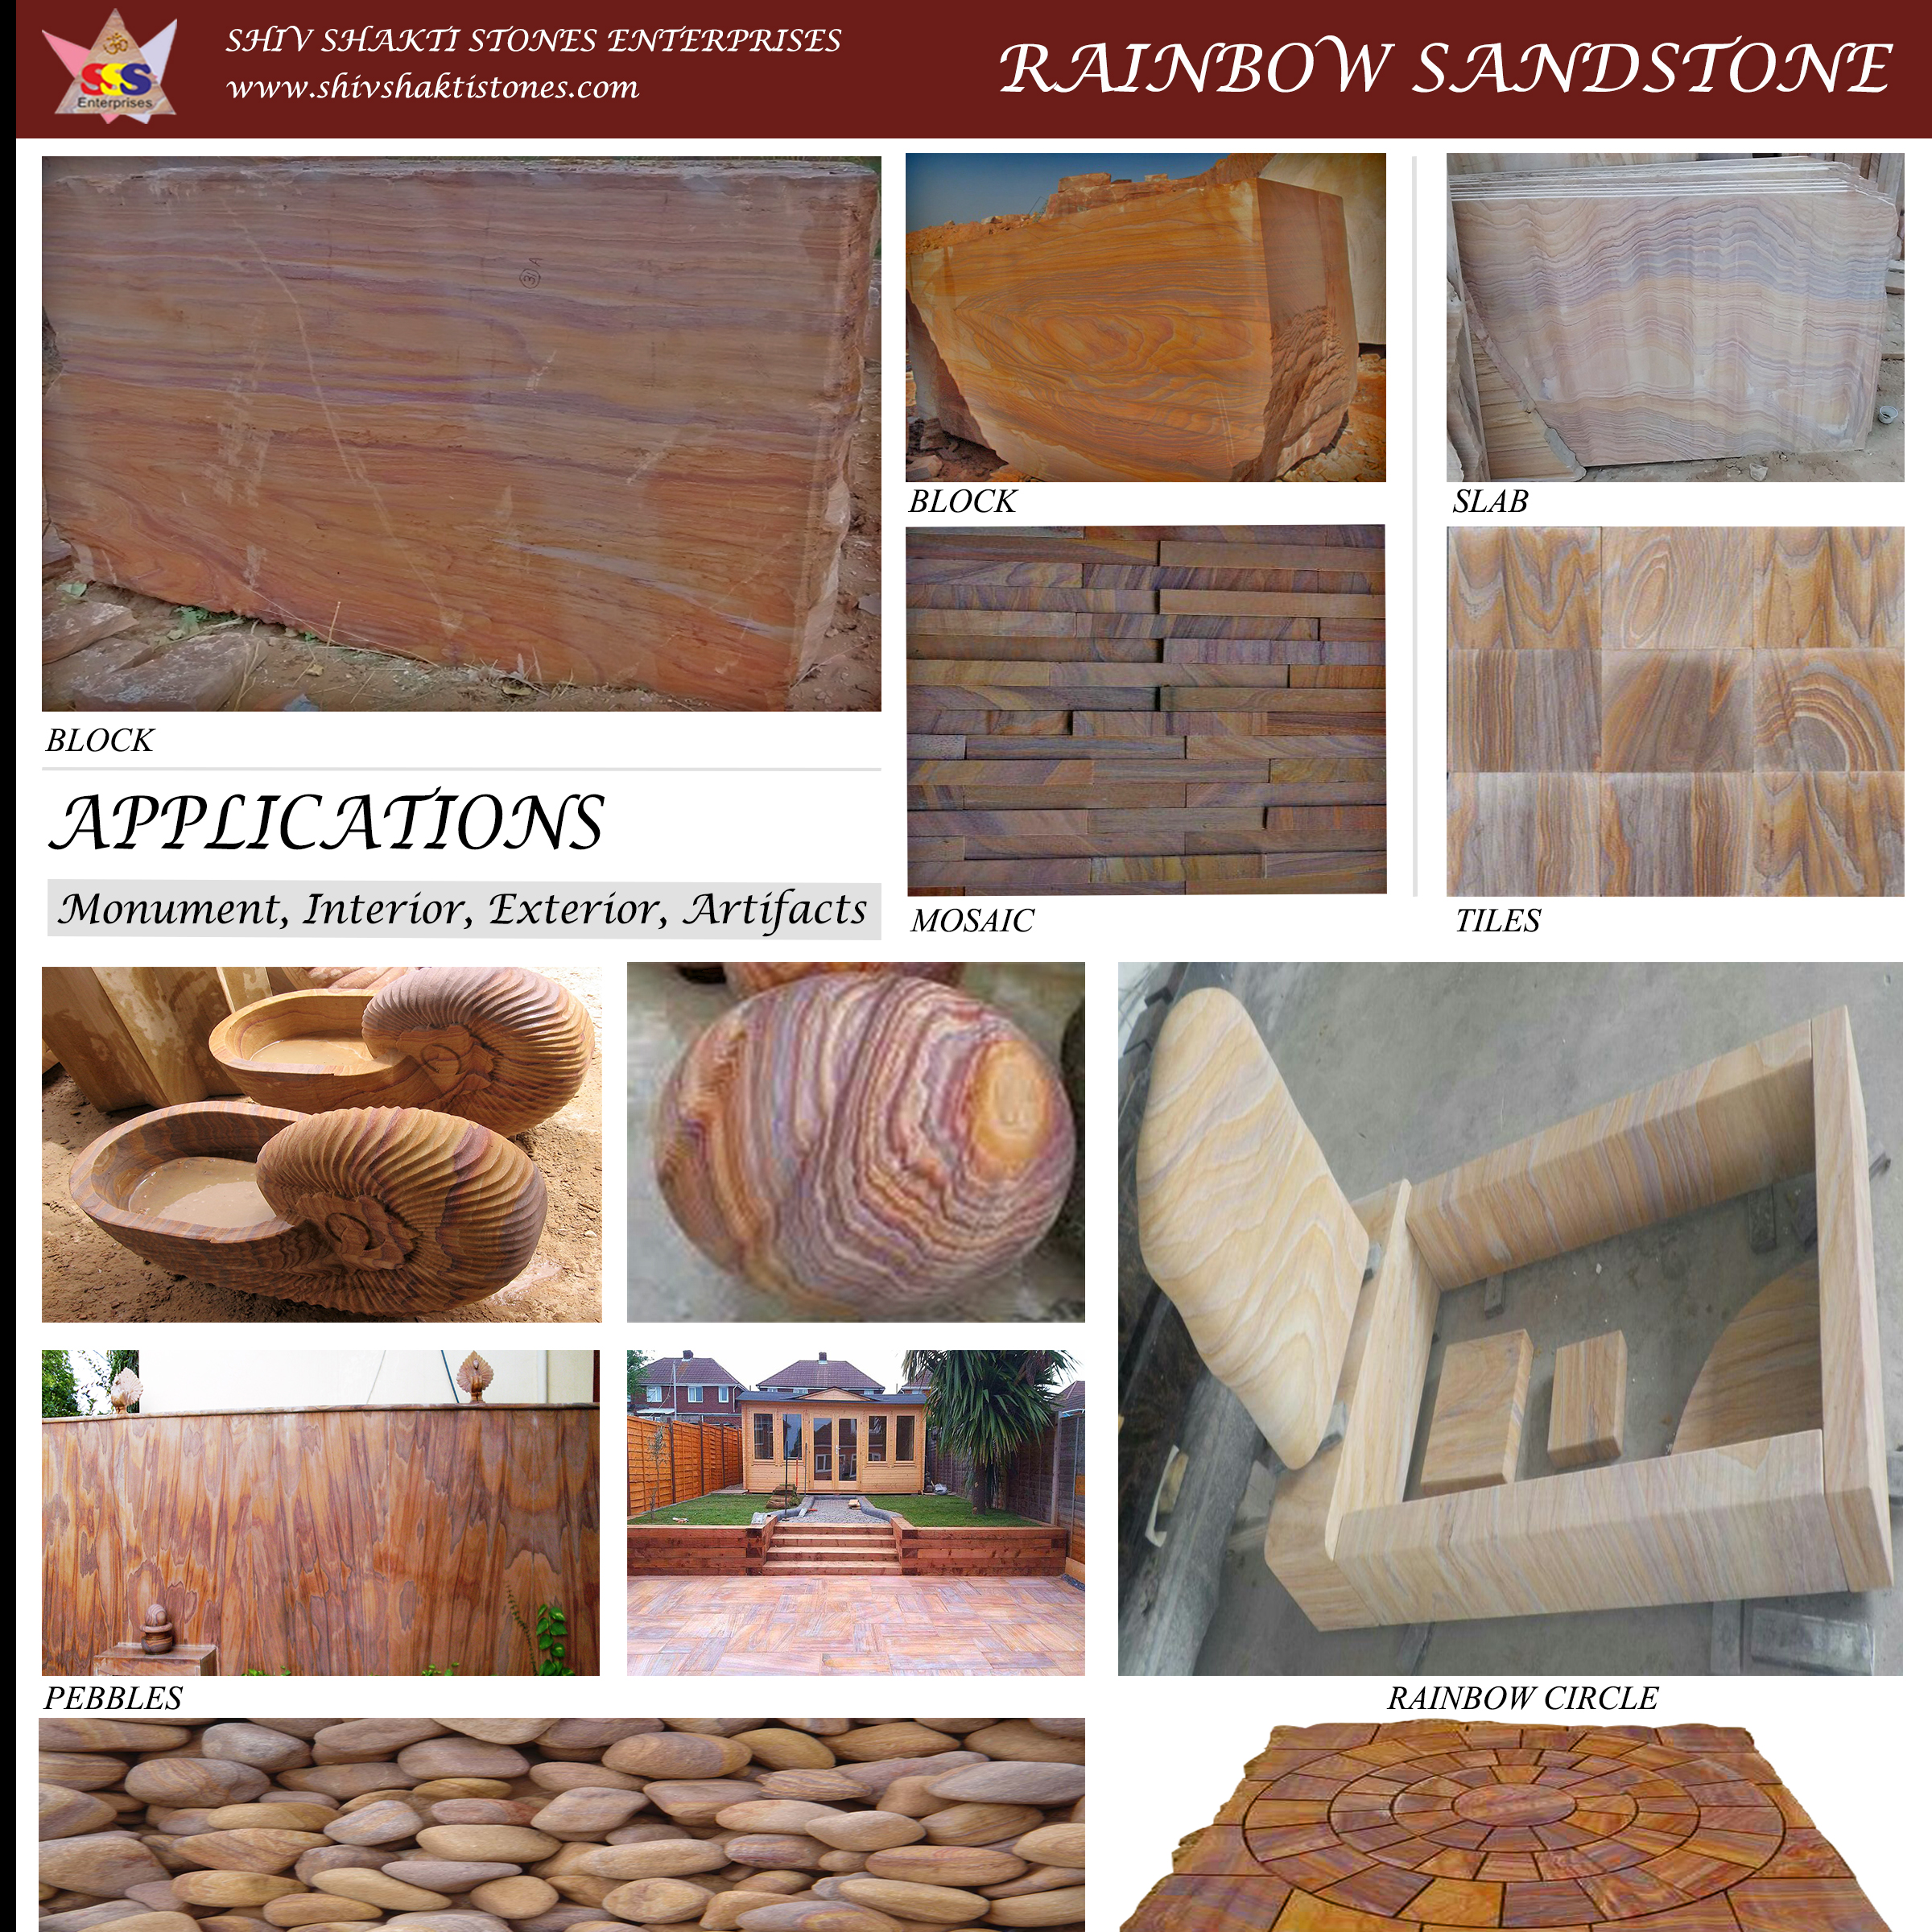 ॐ
SSS
Enterprises
SHIV SHAKTI STONES ENTERPRISES
www.shivshaktistones.com
RAINBOW SANDSTONE
BLOCK
SLAB
BLOCK
APPLICATIONS
Monument, Interior, Exterior, Artifacts
MOSAIC
TILES
PEBBLES
RAINBOW CIRCLE